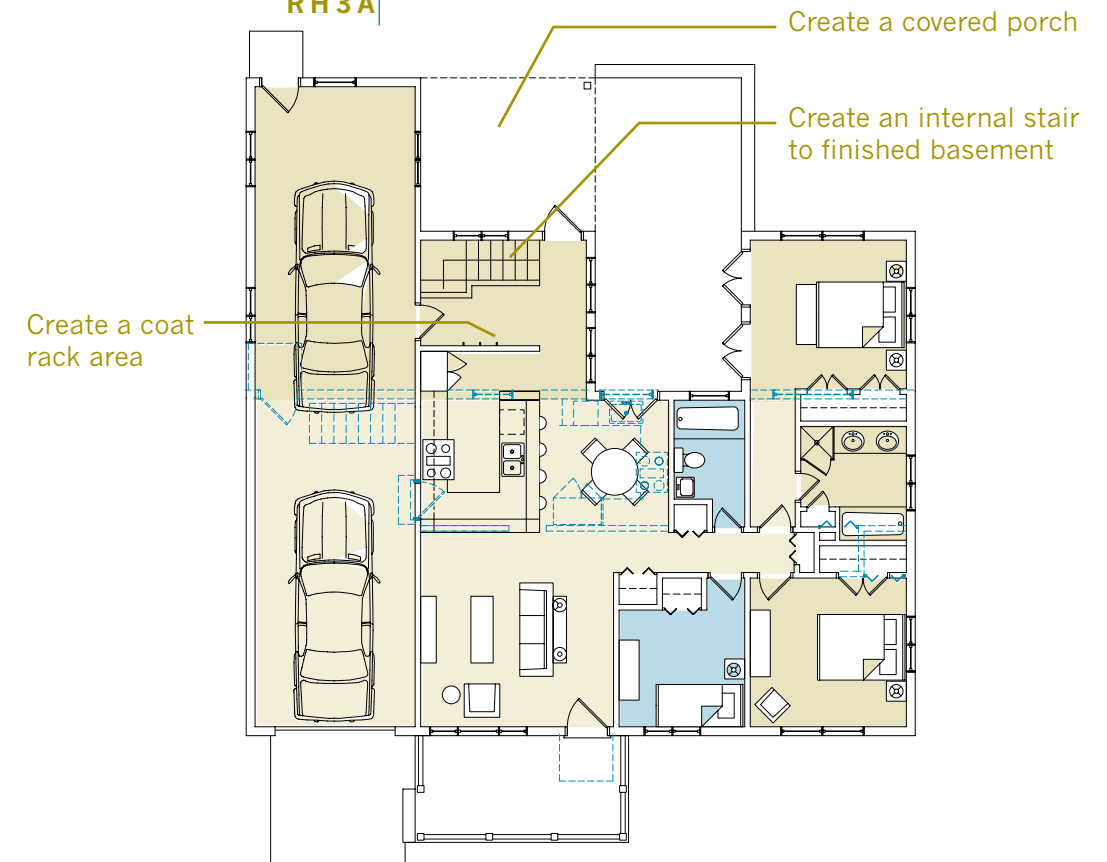 RH3A
Create a covered porch
Create an internal stair
to finished basement
Create a coat
rack area